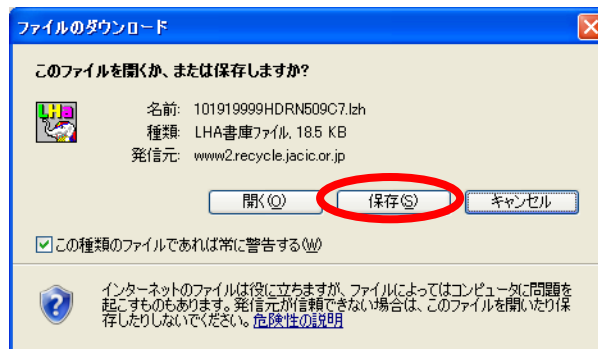 ファイルのダウンロード
このファイルを開くか、または保存しますか?
LHa
名前: 101919999HDRN509C7.lzh
種類: LHA書庫ファイル, 18.5 KB
発信元: www2.recycle.jacic.or.jp
開く(O) 保存(S) キャンセル
この種類のファイルであれば常に警告する(W)
インターネットのファイルは役に立ちますが、ファイルによってはコンピュータに問題を
起こすものもあります。発信元が信頼できない場合は、このファイルを開いたり保
存したりしないでください。危険性の説明